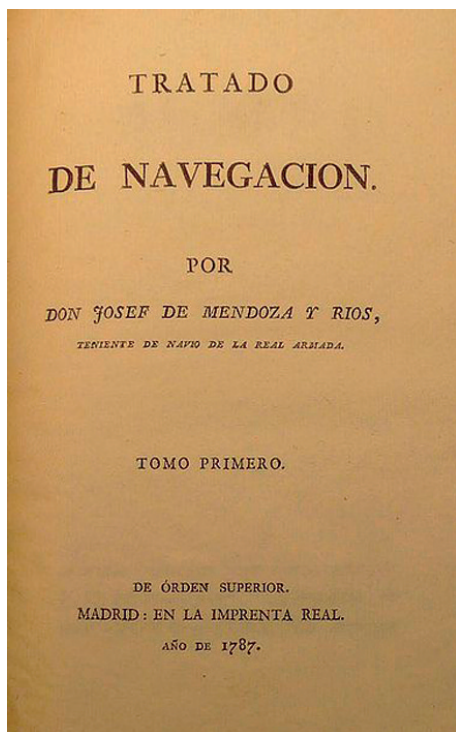 TRATADO
DE NAVEGACION.
POR
DON JOSEF DE MENDOZA Y RIOS,
TENIENTE DE NAVIO DE LA REAL ARMADA.
TOMO PRIMERO.
DE ÓRDEN SUPERIOR.
MADRID: EN LA IMPRENTA REAL.
AÑO DE 1787.